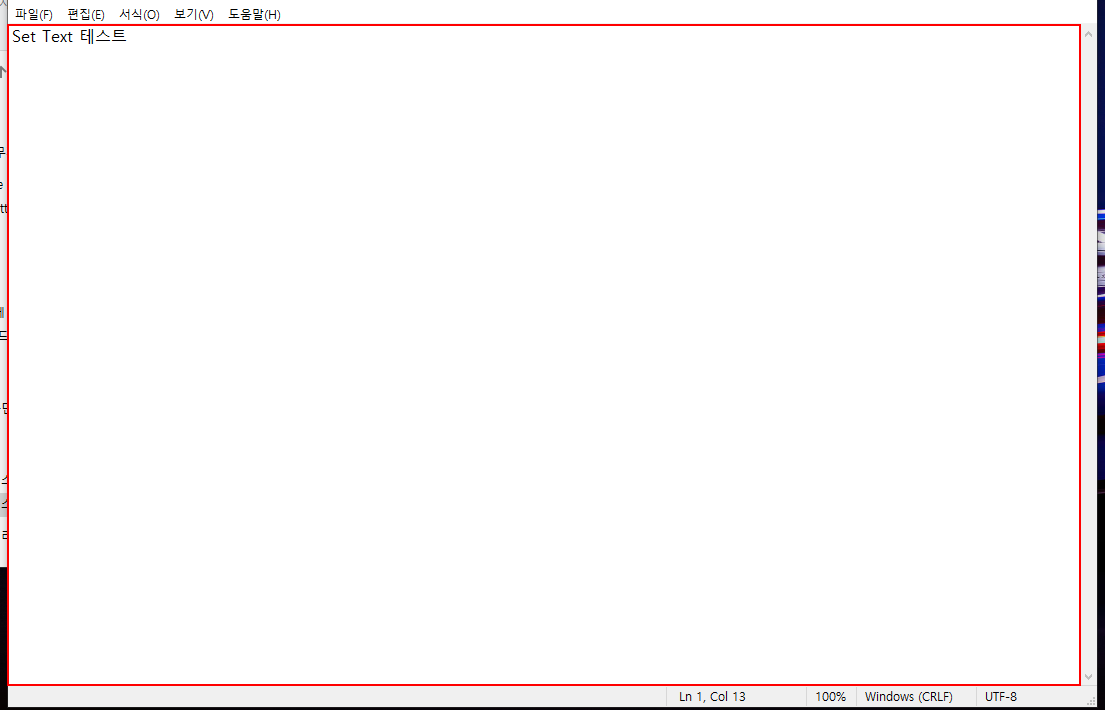 파일(F) 편집(E) 서식(O) 보기(V) 도움말(H)
Set Text 테스트
Ln 1, Col 13 100% Windows (CRLF) UTF-8